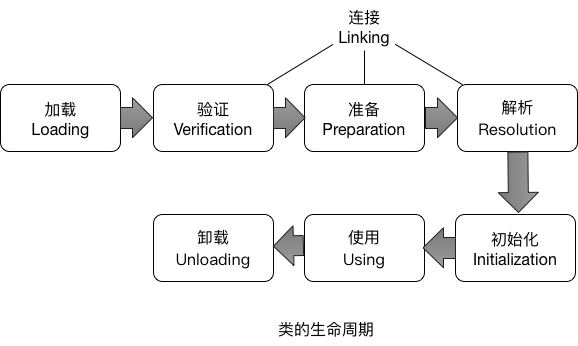 连接
Linking
加载
Loading
验证
Verification
准备
Preparation
解析
Resolution
初始化
Initialization
使用
Using
卸载
Unloading
类的生命周期